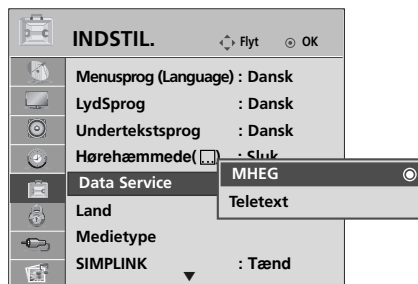 INDSTIL. Flyt OK
Menusprog (Language) : Dansk
LydSprog : Dansk
Undertekstsprog : Dansk
Hørehæmmede( ) : Sluk
Data Service
MHEG
Teletext
Land
Medietype
SIMPLINK : Tænd